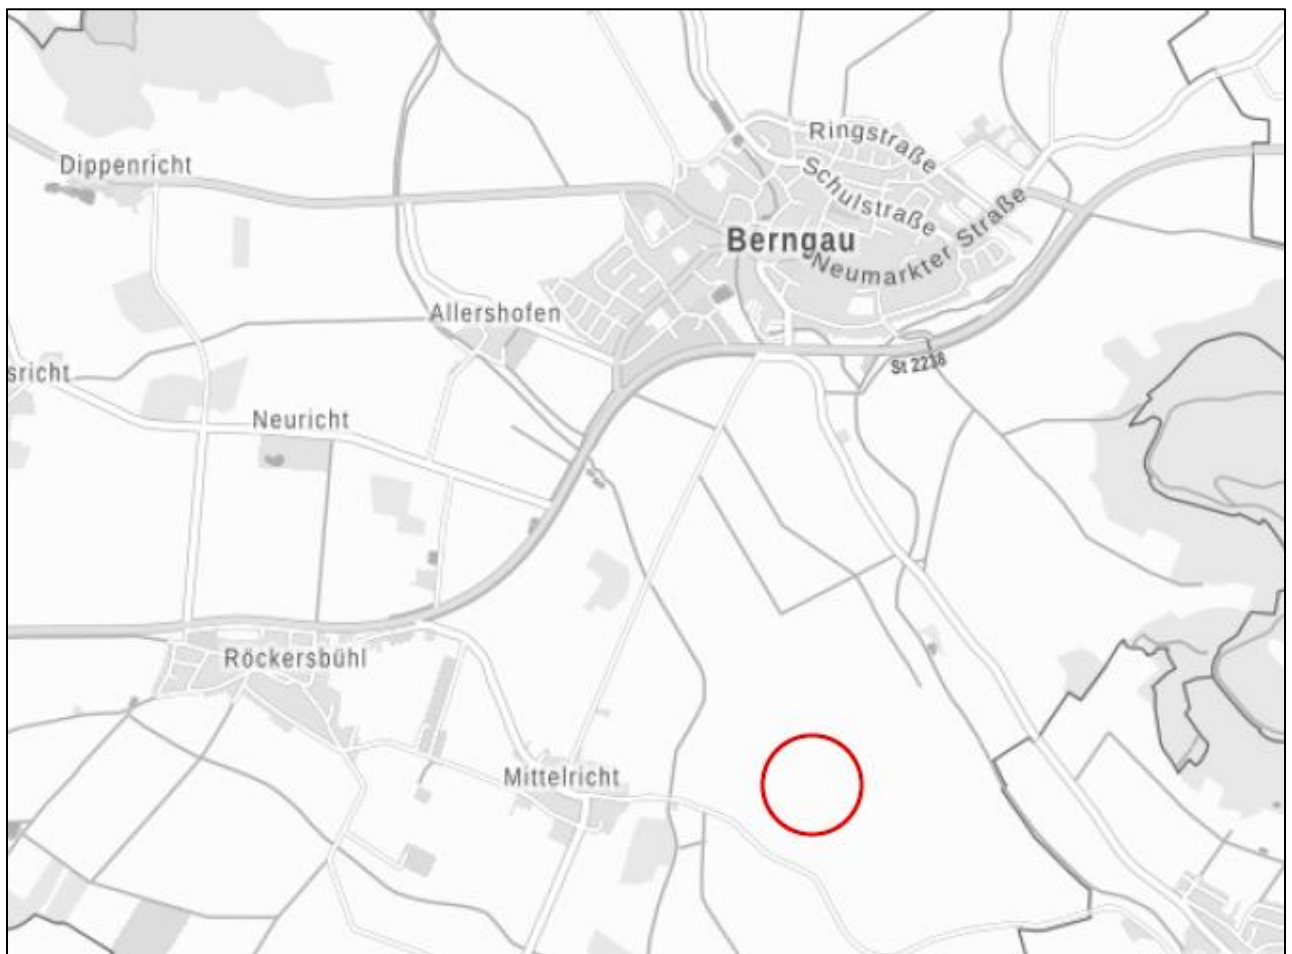 Ringstraße
Dippenricht
Schulstraße
Neumarkter Straße
Berngau
Allershofen
St 2238
sricht
Neuricht
Röckersbühl
Mittelricht